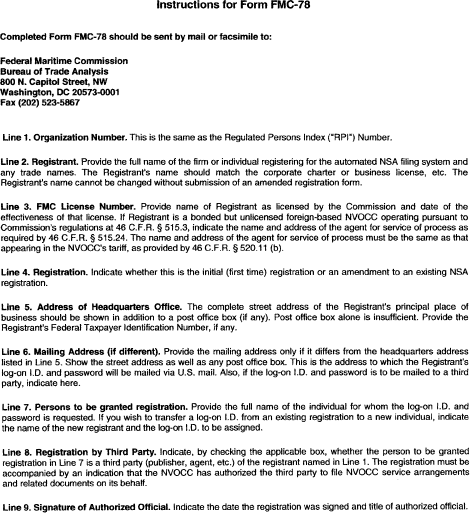 Instructions for Form FMC-78
Completed Form FMC-78 should be sent by mail or facsimile to:
Federal Maritime Commission
Bureau of Trade Analysis
800 N. Capitol Street, NW
Washington, DC 20573-0001
Fax (202) 523-5867
Line 1. Organization Number. This is the same as the Regulated Persons Index ("RPI") Number.
Line 2. Registrant. Provide the full name of the firm or individual registering for the automated NSA filing system and
any trade names. The Registrant's name should match the corporate charter or business license, etc. The
Registrant's name cannot be changed without submission of an amended registration form.
Line 3. FMC License Number. Provide name of Registrant as licensed by the Commission and date of the
effectiveness of that license. If Registrant is a bonded but unlicensed foreign-based NVOCC operating pursuant to
Commission's regulations at 46 C.F.R. § 515.3, indicate the name and address of the agent for service of process as
required by 46 C.F.R. § 515.24. The name and address of the agent for service of process must be the same as that
appearing in the NVOCC's tariff, as provided by 46 C.F.R. § 520.11 (b).
Line 4. Registration. Indicate whether this is the initial (first time) registration or an amendment to an existing NSA
registration.
Line 5. Address of Headquarters Office. The complete street address of the Registrant's principal place of
business should be shown in addition to a post office box (if any). Post office box alone is insufficient. Provide the
Registrant's Federal Taxpayer Identification Number, if any.
Line 6. Mailing Address (if different). Provide the mailing address only if it differs from the headquarters address
listed in Line 5. Show the street address as well as any post office box. This is the address to which the Registrant's
log-on I.D. and password will be mailed via U.S. mail. Also, if the log-on I.D. and password is to be mailed to a third
party, indicate here.
Line 7. Persons to be granted registration. Provide the full name of the individual for whom the log-on I.D. and
password is requested. If you wish to transfer a log-on I.D. from an existing registration to a new individual, indicate
the name of the new registrant and the log-on I.D. to be assigned.
Line 8. Registration by Third Party. Indicate, by checking the applicable box, whether the person to be granted
registration in Line 7 is a third party (publisher, agent, etc.) of the registrant named in Line 1. The registration must be
accompanied by an indication that the NVOCC has authorized the third party to file NVOCC service arrangements
and related documents on its behalf.
Line 9. Signature of Authorized Official. Indicate the date the registration was signed and title of authorized official.